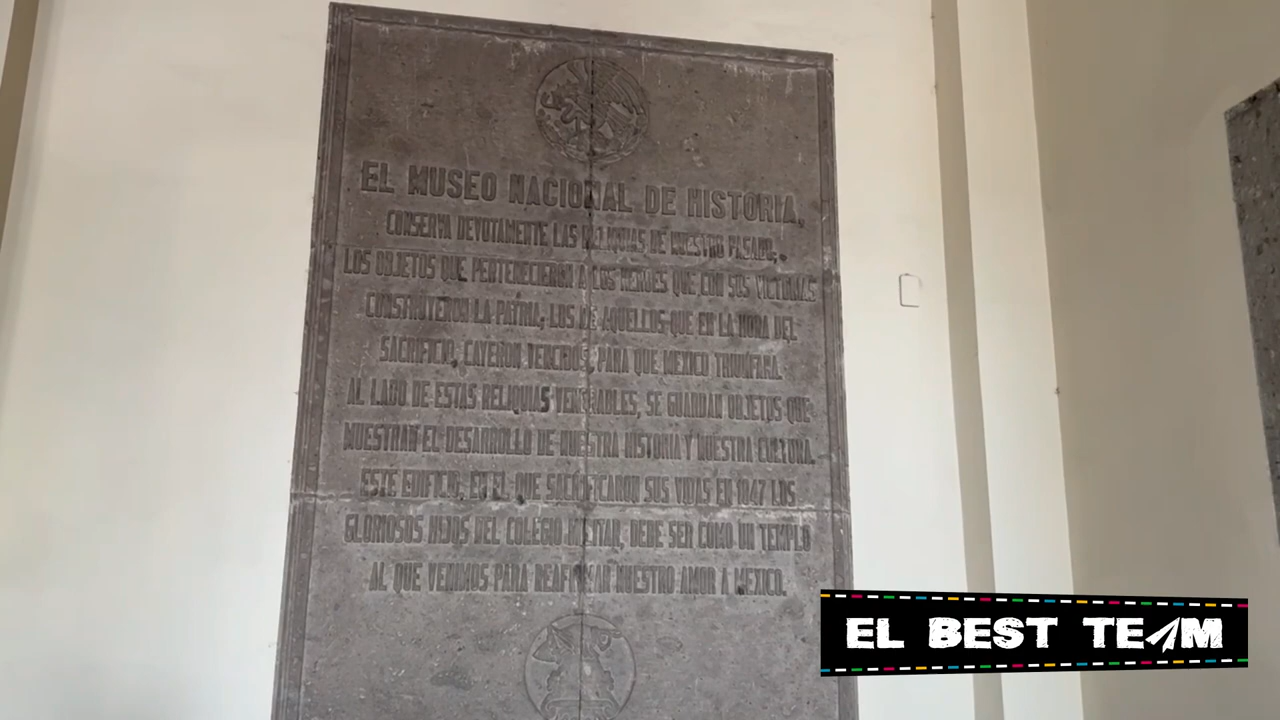 EL MUSEO NACIONAL DE HISTORIA,
CONSERVA DEVOTAMENTE LAS RELIQUIAS DE NUESTRO PASADO;
LOS OBJETOS QUE PERTENECIERON A LOS HEROES QUE CON SUS VICTORIAS
CONSTRUYERON LA PATRIA; LOS DE AQUELLOS QUE EN LA HORA DEL
SACRIFICIO, CAYERON VENCIDOS, PARA QUE MEXICO TRIUNFARA.
AL LADO DE ESTAS RELIQUIAS VENERABLES, SE GUARDAN OBJETOS QUE
MUESTRAN EL DESARROLLO DE NUESTRA HISTORIA Y NUESTRA CULTURA.
ESTE EDIFICIO, EN EL QUE SACRIFICARON SUS VIDAS EN 1847 LOS
GLORIOSOS HIJOS DEL COLEGIO MILITAR, DEBE SER COMO UN TEMPLO
AL QUE VENIMOS PARA REAFIRMAR NUESTRO AMOR A MEXICO.
EL BEST TEAM